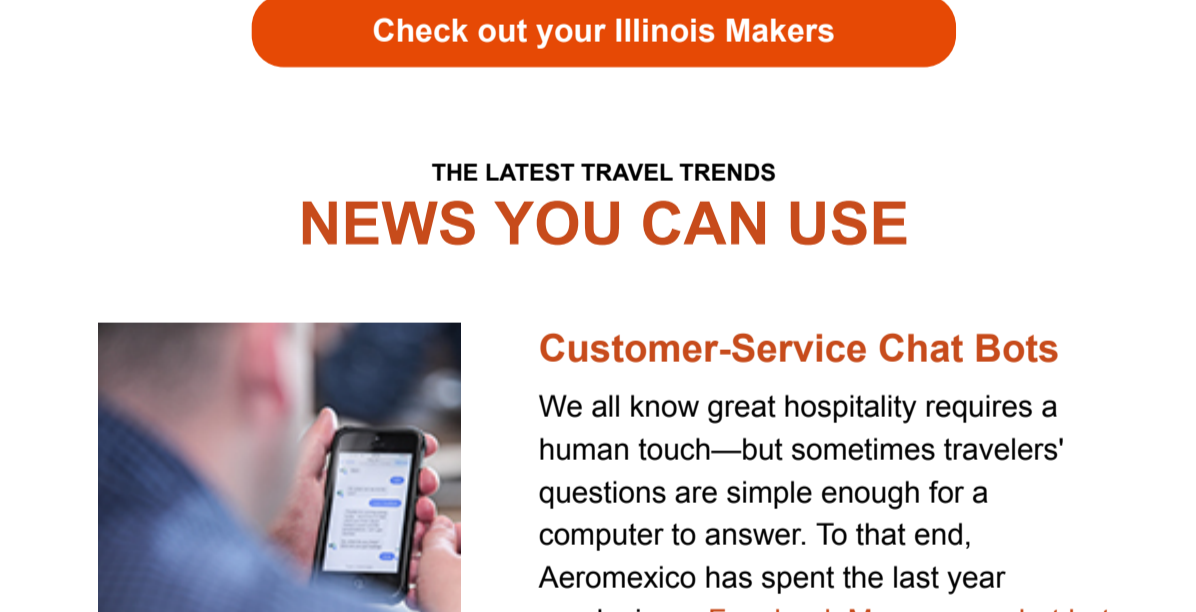 Check out your Illinois Makers
THE LATEST TRAVEL TRENDS
NEWS YOU CAN USE
Customer-Service Chat Bots
We all know great hospitality requires a
human touch—but sometimes travelers'
questions are simple enough for a
computer to answer. To that end,
Aeromexico has spent the last year